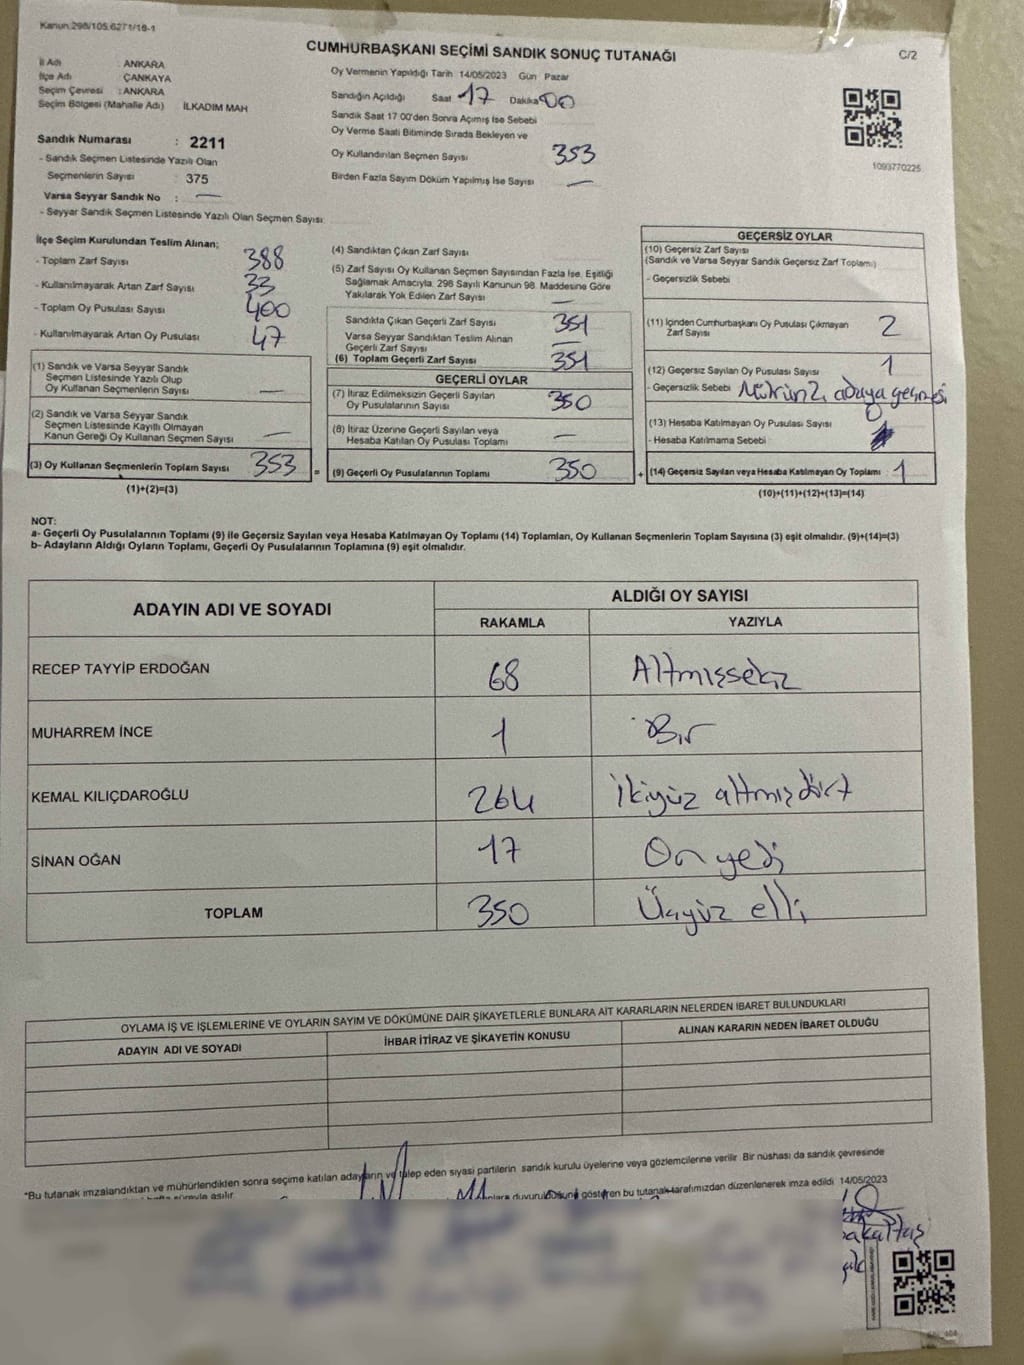 Kanun:298/105.6271/16-1
CUMHURBAŞKANI SEÇİMİ SANDIK SONUÇ TUTANAĞI
C/2
İl Adı : ANKARA
İlçe Adı : ÇANKAYA
Seçim Çevresi : ANKARA
Seçim Bölgesi (Mahalle Adı) İLKADIM MAH
Sandık Numarası : 2211
- Sandık Seçmen Listesinde Yazılı Olan
Seçmenlerin Sayısı : 375
Varsa Seyyar Sandık No : —
- Seyyar Sandık Seçmen Listesinde Yazılı Olan Seçmen Sayısı:
Oy Vermenin Yapıldığı Tarih 14/05/2023 Gün Pazar
Sandığın Açıldığı Saat 17 Dakika 00
Sandık Saat 17.00'den Sonra Açılmış İse Sebebi
Oy Verme Saati Bitiminde Sırada Bekleyen ve
Oy Kullandırılan Seçmen Sayısı 353
Birden Fazla Sayım Döküm Yapılmış İse Sayısı —
1093770225
İlçe Seçim Kurulundan Teslim Alınan;
- Toplam Zarf Sayısı 388
- Kullanılmayarak Artan Zarf Sayısı 33
- Toplam Oy Pusulası Sayısı 400
- Kullanılmayarak Artan Oy Pusulası 47
(1) Sandık ve Varsa Seyyar Sandık
Seçmen Listesinde Yazılı Olup
Oy Kullanan Seçmenlerin Sayısı —
(2) Sandık ve Varsa Seyyar Sandık
Seçmen Listesinde Kayıtlı Olmayan
Kanun Gereği Oy Kullanan Seçmen Sayısı —
(3) Oy Kullanan Seçmenlerin Toplam Sayısı 353 =
(1)+(2)=(3)
(4) Sandıktan Çıkan Zarf Sayısı
(5) Zarf Sayısı Oy Kullanan Seçmen Sayısından Fazla İse, Eşitliği
Sağlamak Amacıyla, 298 Sayılı Kanunun 98. Maddesine Göre
Yakılarak Yok Edilen Zarf Sayısı —
Sandıkta Çıkan Geçerli Zarf Sayısı 351
Varsa Seyyar Sandıktan Teslim Alınan
Geçerli Zarf Sayısı —
(6) Toplam Geçerli Zarf Sayısı 351
GEÇERLİ OYLAR
(7) İtiraz Edilmeksizin Geçerli Sayılan
Oy Pusulalarının Sayısı 350
(8) İtiraz Üzerine Geçerli Sayılan veya
Hesaba Katılan Oy Pusulası Toplamı —
(9) Geçerli Oy Pusulalarının Toplamı 350 +
GEÇERSİZ OYLAR
(10) Geçersiz Zarf Sayısı
(Sandık ve Varsa Seyyar Sandık Geçersiz Zarf Toplamı)
- Geçersizlik Sebebi
(11) İçinden Cumhurbaşkanı Oy Pusulası Çıkmayan
Zarf Sayısı 2
(12) Geçersiz Sayılan Oy Pusulası Sayısı 1
- Geçersizlik Sebebi Mührün 2. adaya geçmesi
(13) Hesaba Katılmayan Oy Pusulası Sayısı
- Hesaba Katılmama Sebebi
(14) Geçersiz Sayılan veya Hesaba Katılmayan Oy Toplamı 1
(10)+(11)+(12)+(13)=(14)
NOT:
a- Geçerli Oy Pusulalarının Toplamı (9) ile Geçersiz Sayılan veya Hesaba Katılmayan Oy Toplamı (14) Toplamları, Oy Kullanan Seçmenlerin Toplam Sayısına (3) eşit olmalıdır. (9)+(14)=(3)
b- Adayların Aldığı Oyların Toplamı, Geçerli Oy Pusulalarının Toplamına (9) eşit olmalıdır.
ADAYIN ADI VE SOYADI ALDIĞI OY SAYISI
RAKAMLA YAZIYLA
RECEP TAYYİP ERDOĞAN 68 Altmışsekiz
MUHARREM İNCE 1 Bir
KEMAL KILIÇDAROĞLU 264 İkiyüz altmışdört
SİNAN OĞAN 17 On yedi
TOPLAM 350 Üçyüz elli
OYLAMA İŞ VE İŞLEMLERİNE VE OYLARIN SAYIM VE DÖKÜMÜNE DAİR ŞİKAYETLERLE BUNLARA AİT KARARLARIN NELERDEN İBARET BULUNDUKLARI
ADAYIN ADI VE SOYADI İHBAR İTİRAZ VE ŞİKAYETİN KONUSU ALINAN KARARIN NEDEN İBARET OLDUĞU
*Bu tutanak imzalandıktan ve mühürlendikten sonra seçime katılan adayların ve talep eden siyasi partilerin sandık kurulu üyelerine veya gözlemcilerine verilir. Bir nüshası da sandık çevresinde
gösteren bu tutanak tarafımızdan düzenlenerek imza edildi 14/05/2023